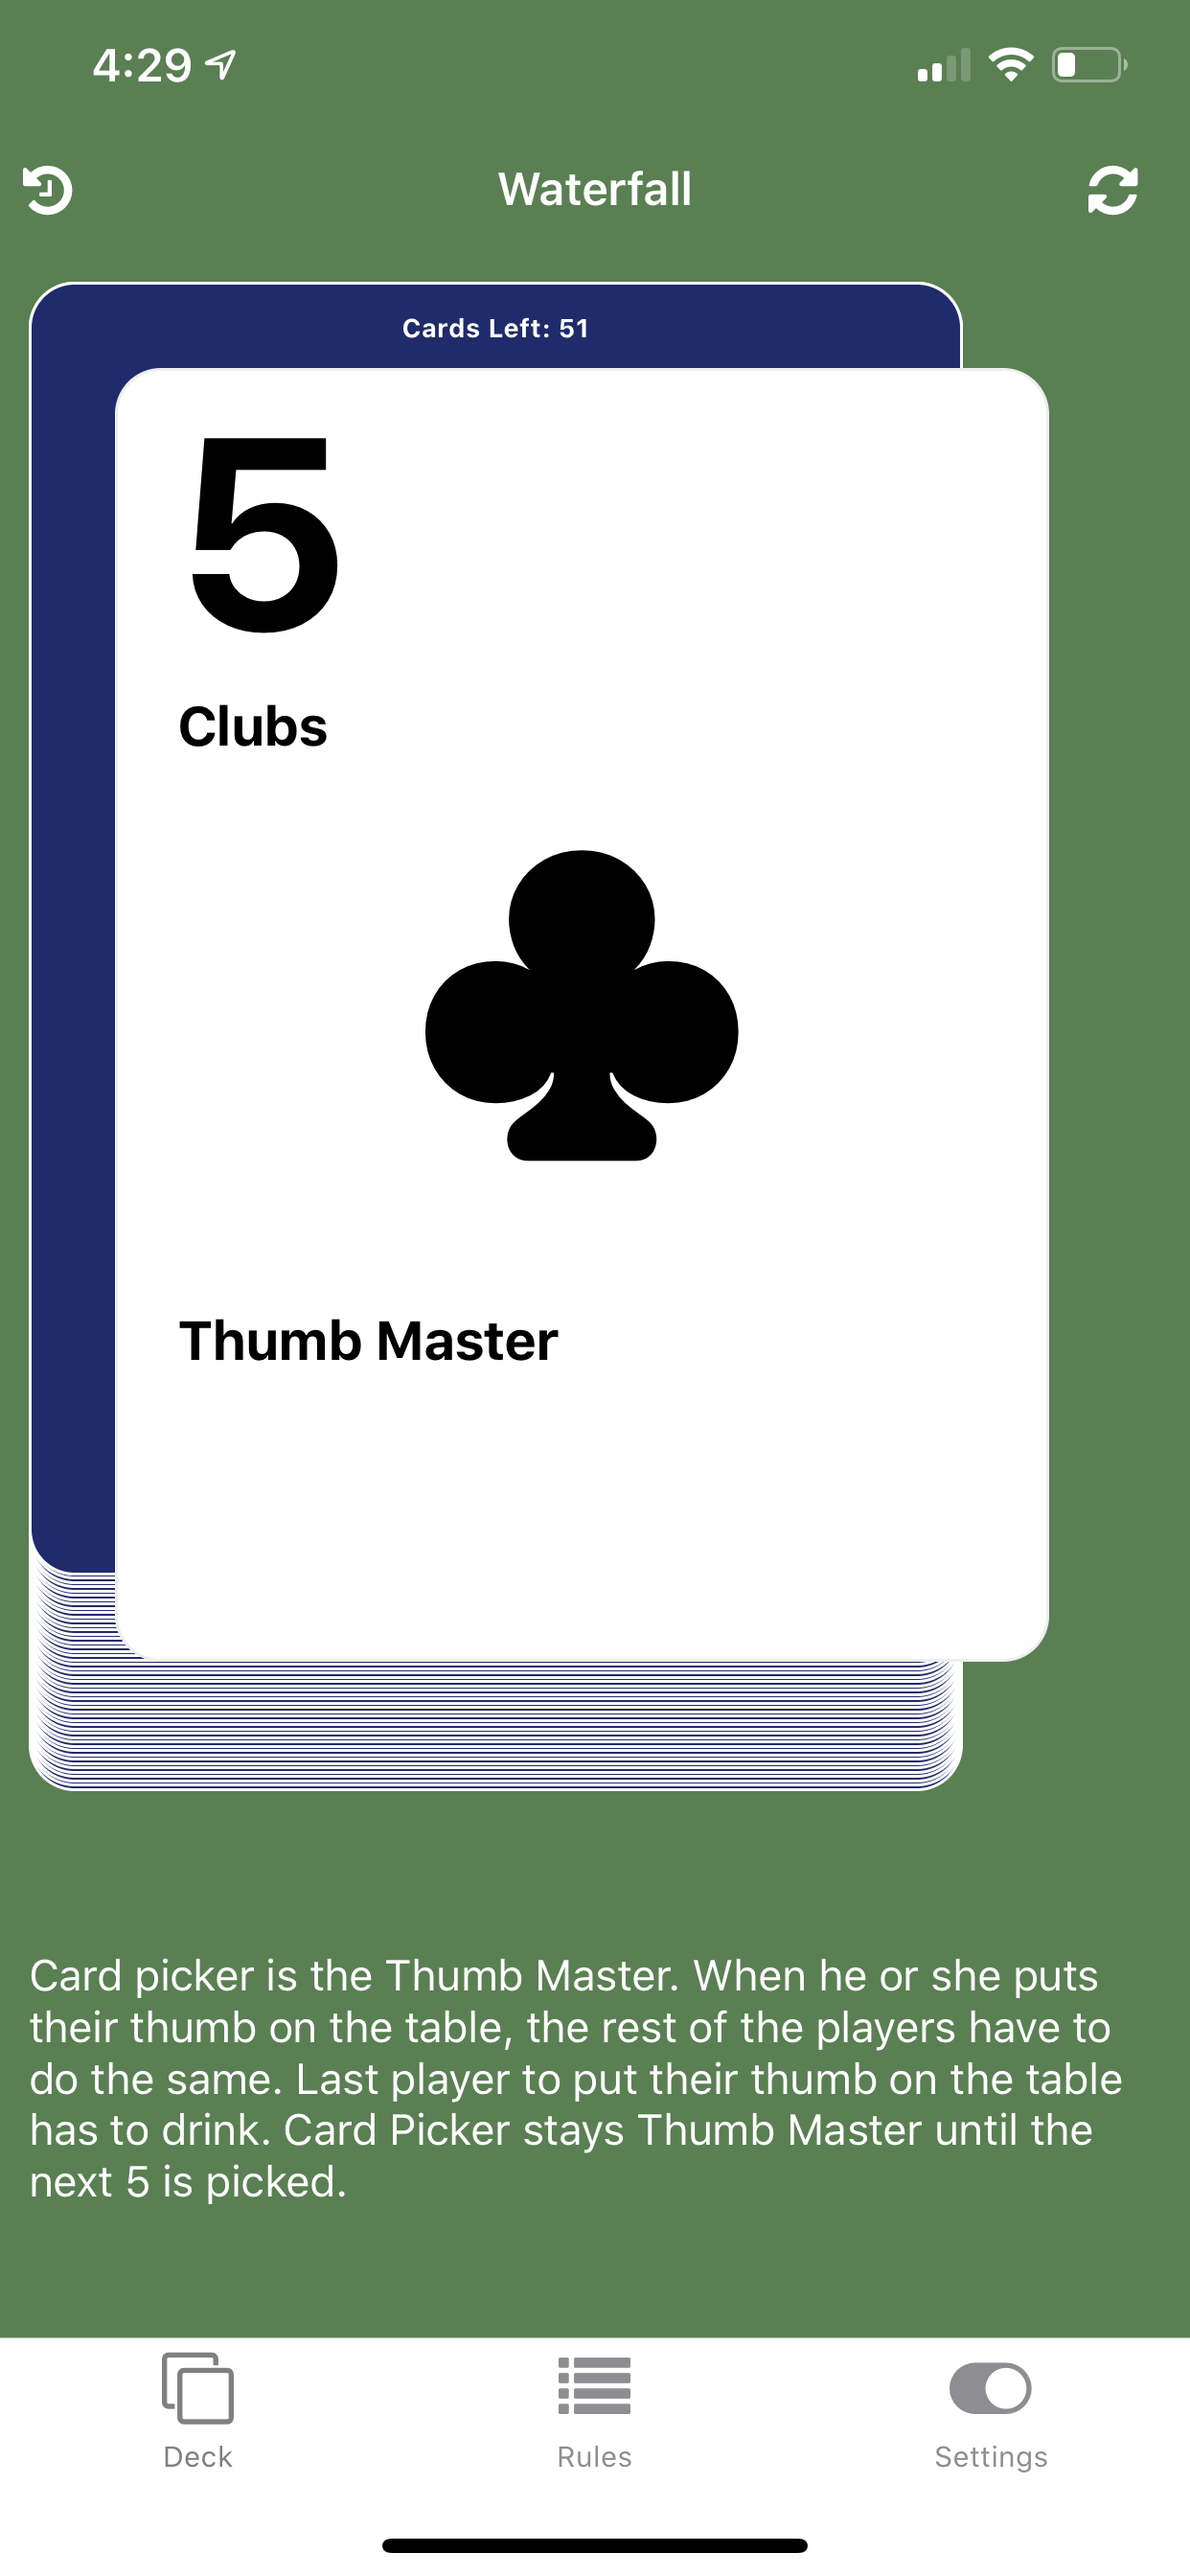 4:29
Waterfall
Cards Left: 51
5
Clubs
Thumb Master
Card picker is the Thumb Master. When he or she puts
their thumb on the table, the rest of the players have to
do the same. Last player to put their thumb on the table
has to drink. Card Picker stays Thumb Master until the
next 5 is picked.
Deck
Rules
Settings